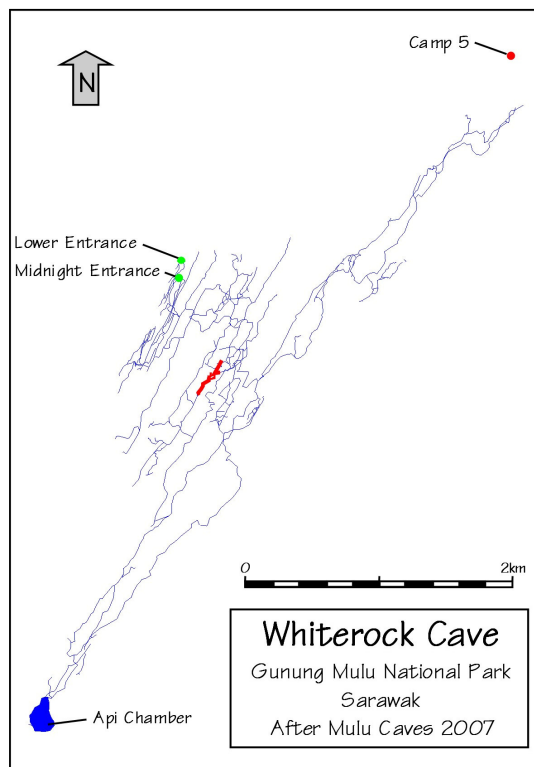 Camp 5
N
Lower Entrance
Midnight Entrance
0 2km
Whiterock Cave
Gunung Mulu National Park
Sarawak
After Mulu Caves 2007
Api Chamber